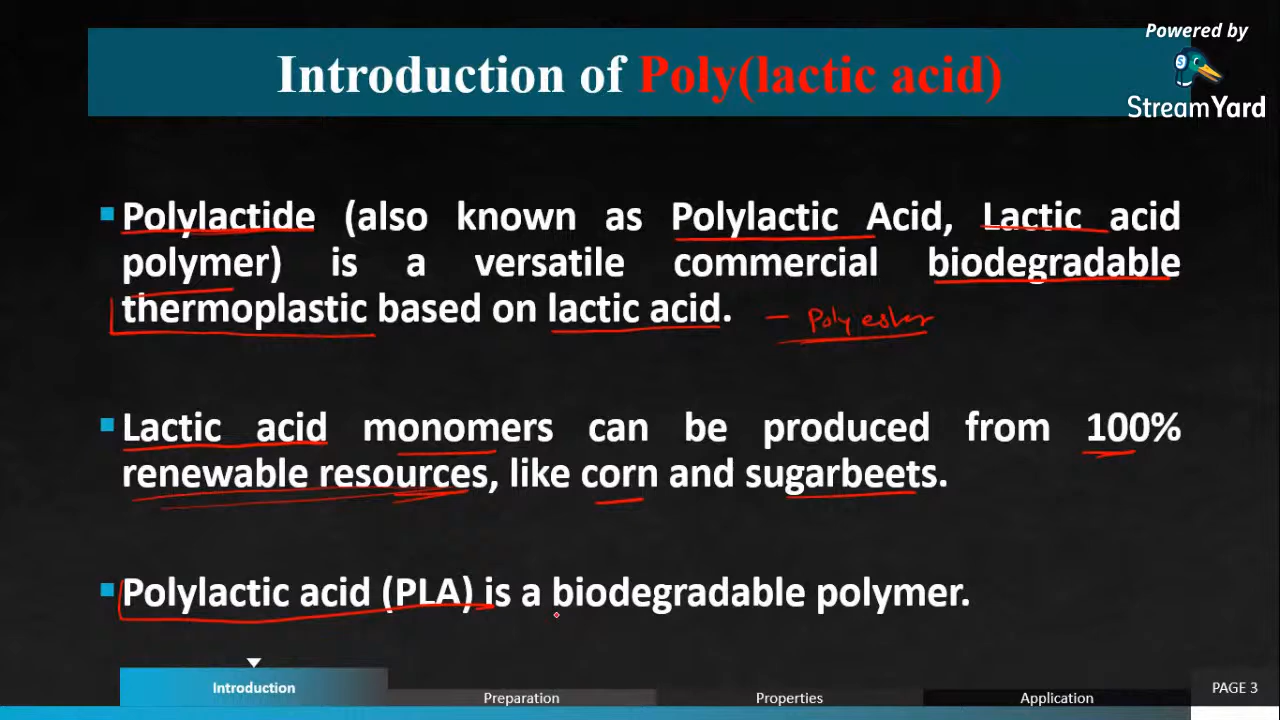 Powered by
StreamYard
Introduction of Poly(lactic acid)
Polylactide (also known as Polylactic Acid, Lactic acid
polymer) is a versatile commercial biodegradable
thermoplastic based on lactic acid. – Polyester
Lactic acid monomers can be produced from 100%
renewable resources, like corn and sugarbeets.
Polylactic acid (PLA) is a biodegradable polymer.
Introduction
Preparation
Properties
Application
PAGE 3